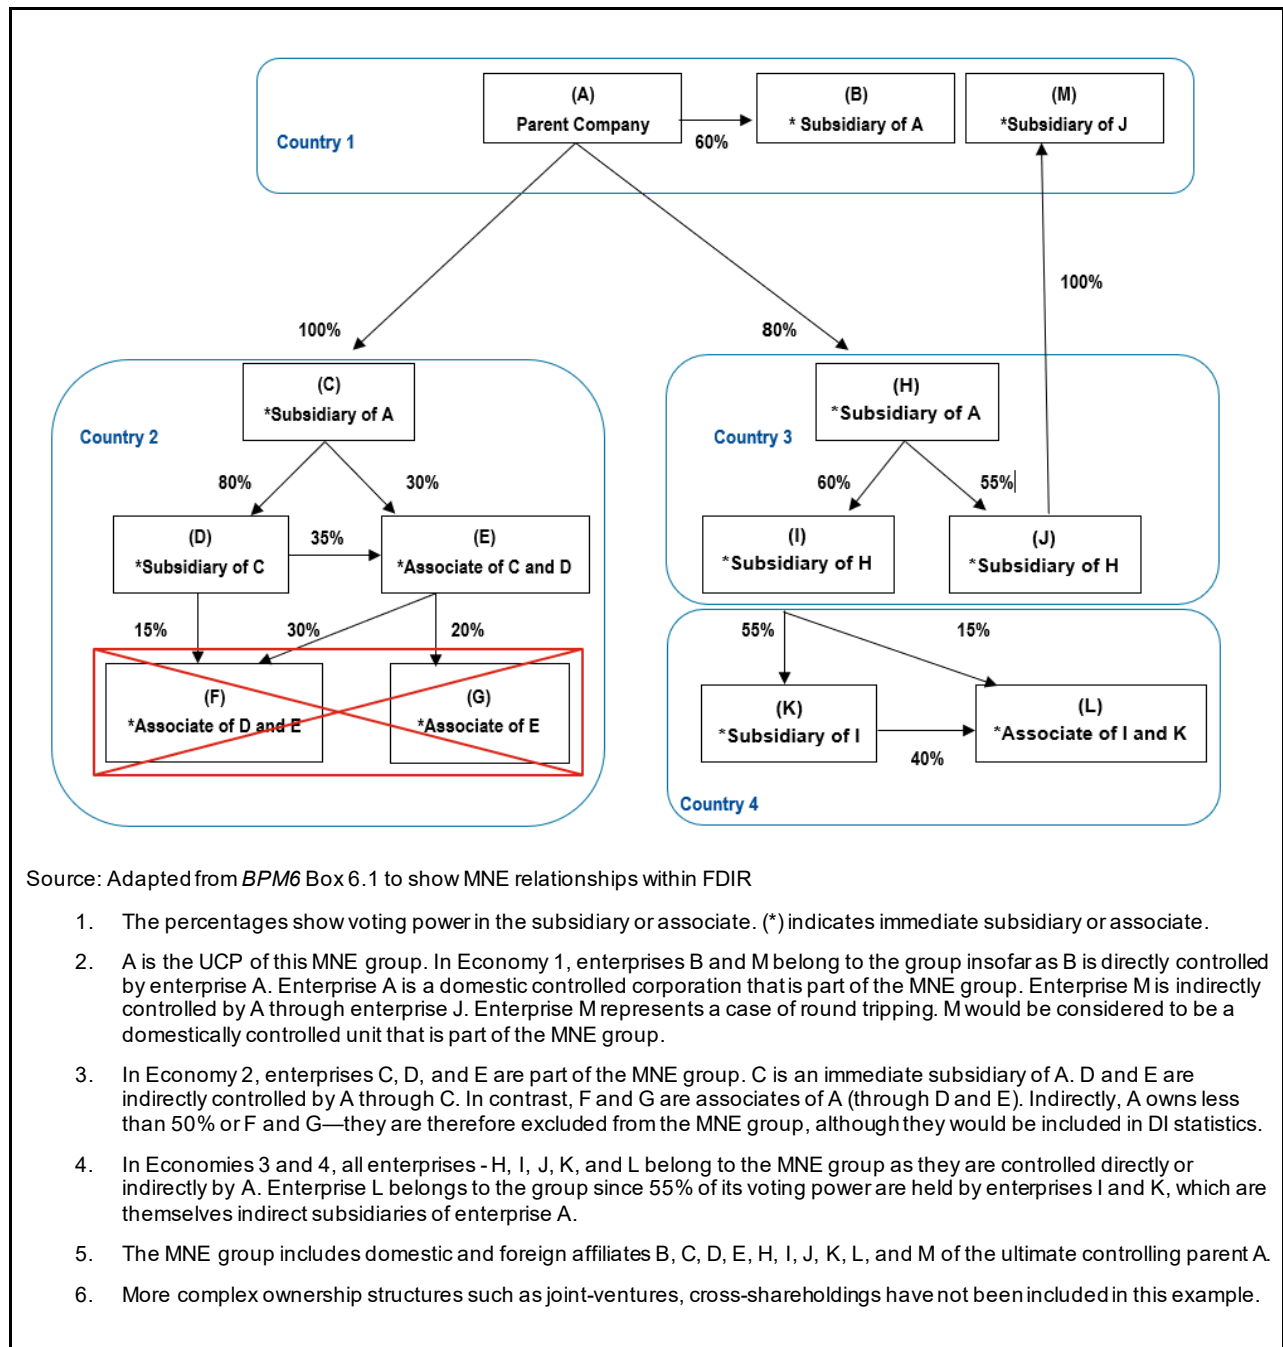 (A)
Parent Company
(B)
* Subsidiary of A
(M)
*Subsidiary of J
Country 1
60%
100%
100%
80%
(C)
*Subsidiary of A
Country 2
(H)
*Subsidiary of A
Country 3
80%
30%
60%
55%
(D)
*Subsidiary of C
35%
(E)
*Associate of C and D
(I)
*Subsidiary of H
(J)
*Subsidiary of H
15%
30%
20%
55%
15%
(F)
*Associate of D and E
(G)
*Associate of E
(K)
*Subsidiary of I
40%
(L)
*Associate of I and K
Country 4
Source: Adapted from BPM6 Box 6.1 to show MNE relationships within FDIR
1. The percentages show voting power in the subsidiary or associate. (*) indicates immediate subsidiary or associate.
2. A is the UCP of this MNE group. In Economy 1, enterprises B and M belong to the group insofar as B is directly controlled
by enterprise A. Enterprise A is a domestic controlled corporation that is part of the MNE group. Enterprise M is indirectly
controlled by A through enterprise J. Enterprise M represents a case of round tripping. M would be considered to be a
domestically controlled unit that is part of the MNE group.
3. In Economy 2, enterprises C, D, and E are part of the MNE group. C is an immediate subsidiary of A. D and E are
indirectly controlled by A through C. In contrast, F and G are associates of A (through D and E). Indirectly, A owns less
than 50% or F and G—they are therefore excluded from the MNE group, although they would be included in DI statistics.
4. In Economies 3 and 4, all enterprises - H, I, J, K, and L belong to the MNE group as they are controlled directly or
indirectly by A. Enterprise L belongs to the group since 55% of its voting power are held by enterprises I and K, which are
themselves indirect subsidiaries of enterprise A.
5. The MNE group includes domestic and foreign affiliates B, C, D, E, H, I, J, K, L, and M of the ultimate controlling parent A.
6. More complex ownership structures such as joint-ventures, cross-shareholdings have not been included in this example.